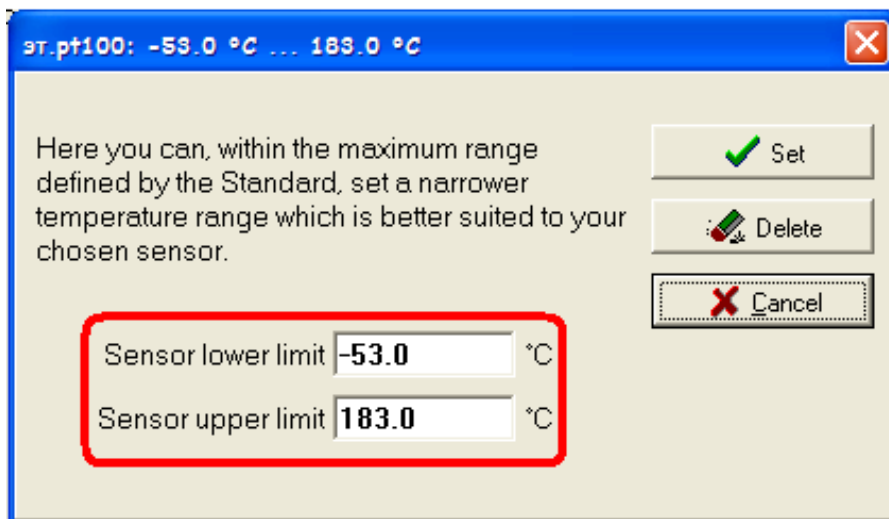 эт.pt100: -53.0 °C ... 183.0 °C
Here you can, within the maximum range
defined by the Standard, set a narrower
temperature range which is better suited to your
chosen sensor.
Set
Delete
Cancel
Sensor lower limit -53.0 °C
Sensor upper limit 183.0 °C